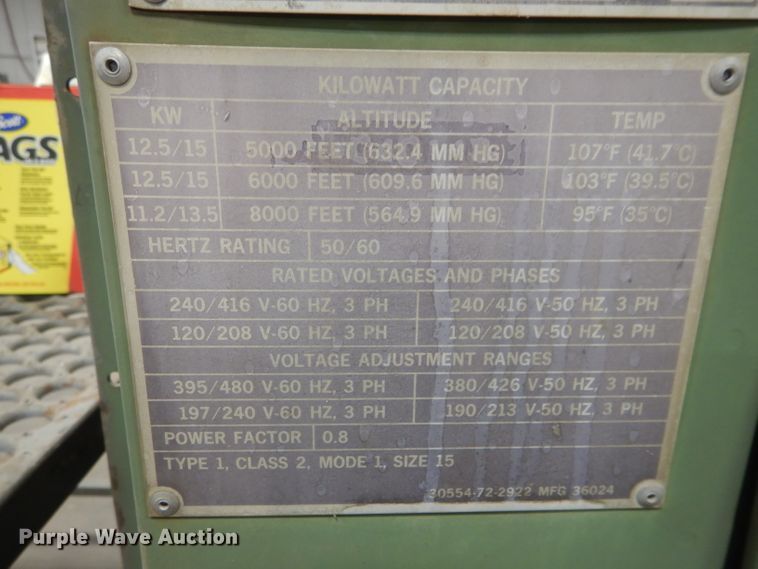 KILOWATT CAPACITY
KW ALTITUDE TEMP
12.5/15 5000 FEET (632.4 MM HG) 107°F (41.7°C)
12.5/15 6000 FEET (609.6 MM HG) 103°F (39.5°C)
11.2/13.5 8000 FEET (564.9 MM HG) 95°F (35°C)
HERTZ RATING 50/60
RATED VOLTAGES AND PHASES
240/416 V-60 HZ, 3 PH 240/416 V-50 HZ, 3 PH
120/208 V-60 HZ, 3 PH 120/208 V-50 HZ, 3 PH
VOLTAGE ADJUSTMENT RANGES
395/480 V-60 HZ, 3 PH 380/426 V-50 HZ, 3 PH
197/240 V-60 HZ, 3 PH 190/213 V-50 HZ, 3 PH
POWER FACTOR 0.8
TYPE 1, CLASS 2, MODE 1, SIZE 15
30554-72-2922 MFG 36024
Scott
AGS
Purple Wave Auction